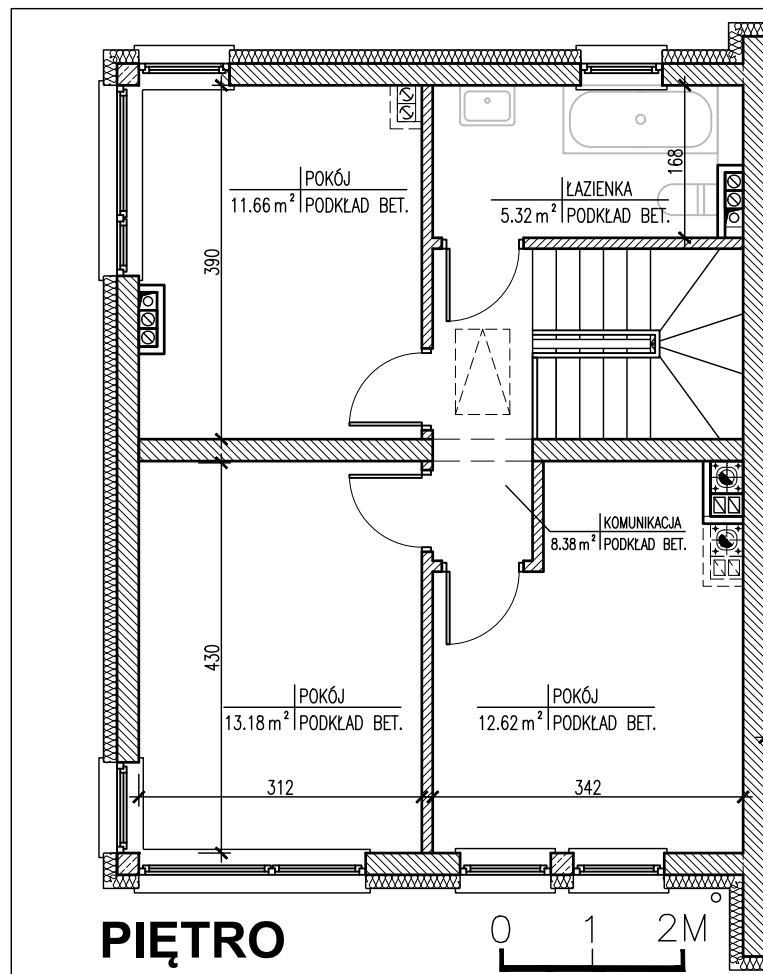 POKÓJ
11.66 m² PODKŁAD BET.
ŁAZIENKA
5.32 m² PODKŁAD BET.
168
390
KOMUNIKACJA
8.38 m² PODKŁAD BET.
430
POKÓJ
13.18 m² PODKŁAD BET.
POKÓJ
12.62 m² PODKŁAD BET.
312
342
PIĘTRO
0 1 2M